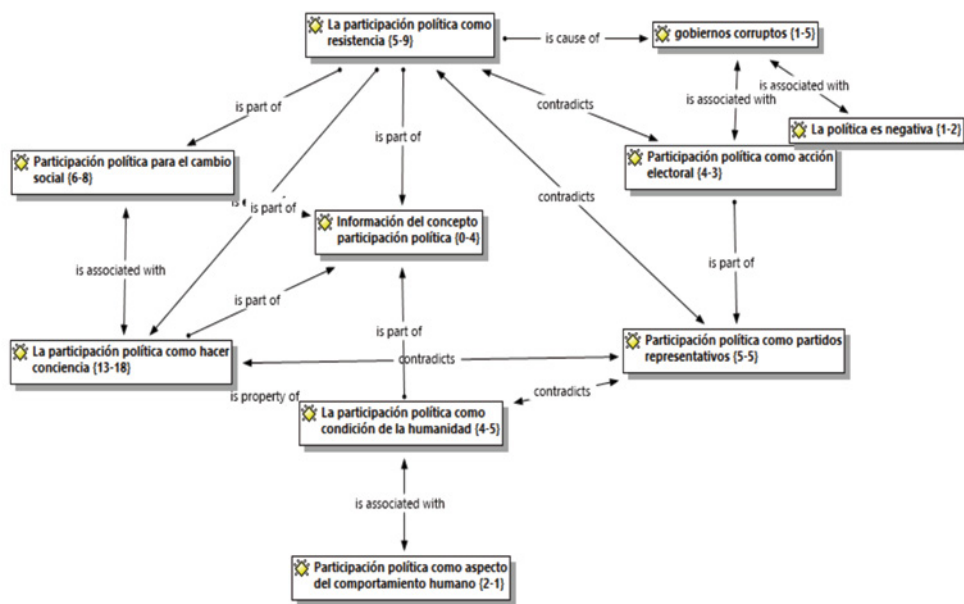 La participación política como
resistencia {5-9}
is cause of
gobiernos corruptos {1-5}
is part of
is part of
contradicts
is associated with
is associated with
La política es negativa {1-2}
Participación política para el cambio
social {6-8}
Participación política como acción
electoral {4-3}
is part of
contradicts
Información del concepto
participación política {0-4}
is associated with
is part of
is part of
is part of
La participación política como hacer
conciencia {13-18}
contradicts
Participación política como partidos
representativos {5-5}
is property of
contradicts
La participación política como
condición de la humanidad {4-5}
is associated with
Participación política como aspecto
del comportamiento humano {2-1}